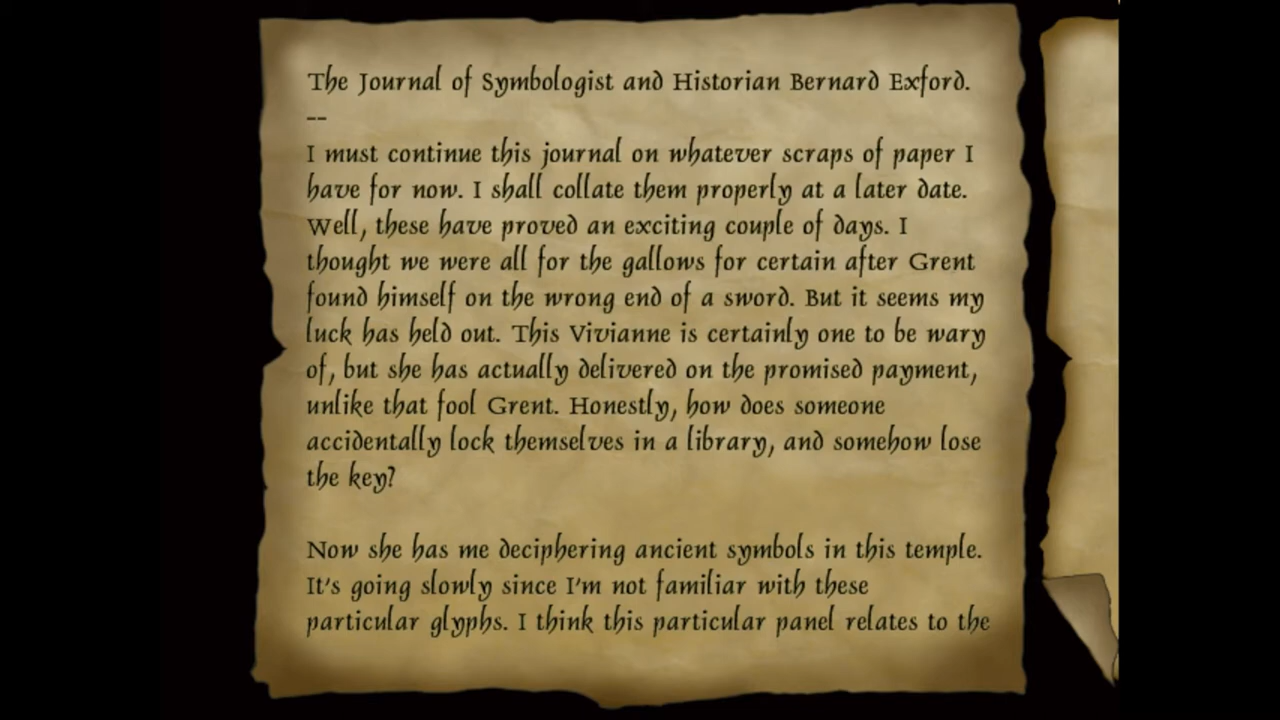 The Journal of Symbologist and Historian Bernard Exford.
--
I must continue this journal on whatever scraps of paper I
have for now. I shall collate them properly at a later date.
Well, these have proved an exciting couple of days. I
thought we were all for the gallows for certain after Grent
found himself on the wrong end of a sword. But it seems my
luck has held out. This Vivianne is certainly one to be wary
of, but she has actually delivered on the promised payment,
unlike that fool Grent. Honestly, how does someone
accidentally lock themselves in a library, and somehow lose
the key?
Now she has me deciphering ancient symbols in this temple.
It's going slowly since I'm not familiar with these
particular glyphs. I think this particular panel relates to the